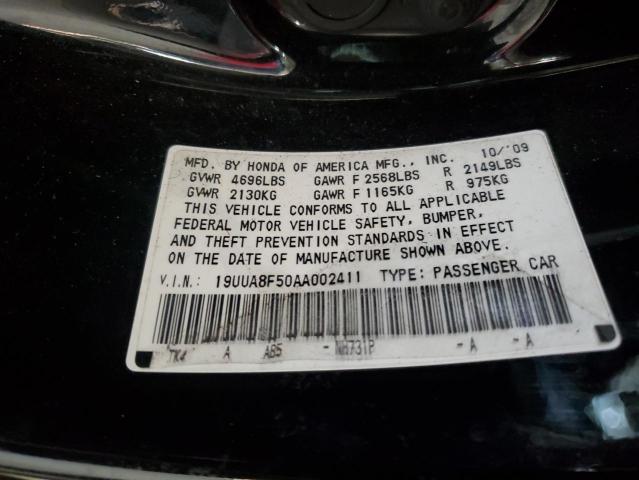 MFD. BY HONDA OF AMERICA MFG., INC. 10/'09
GVWR 4696LBS GAWR F 2568LBS R 2149LBS
GVWR 2130KG GAWR F 1165KG R 975KG
THIS VEHICLE CONFORMS TO ALL APPLICABLE
FEDERAL MOTOR VEHICLE SAFETY, BUMPER,
AND THEFT PREVENTION STANDARDS IN EFFECT
ON THE DATE OF MANUFACTURE SHOWN ABOVE.
V.I.N.: 19UUA8F50AA002411 TYPE: PASSENGER CAR
TK4 A A85 - NH731P - A - A